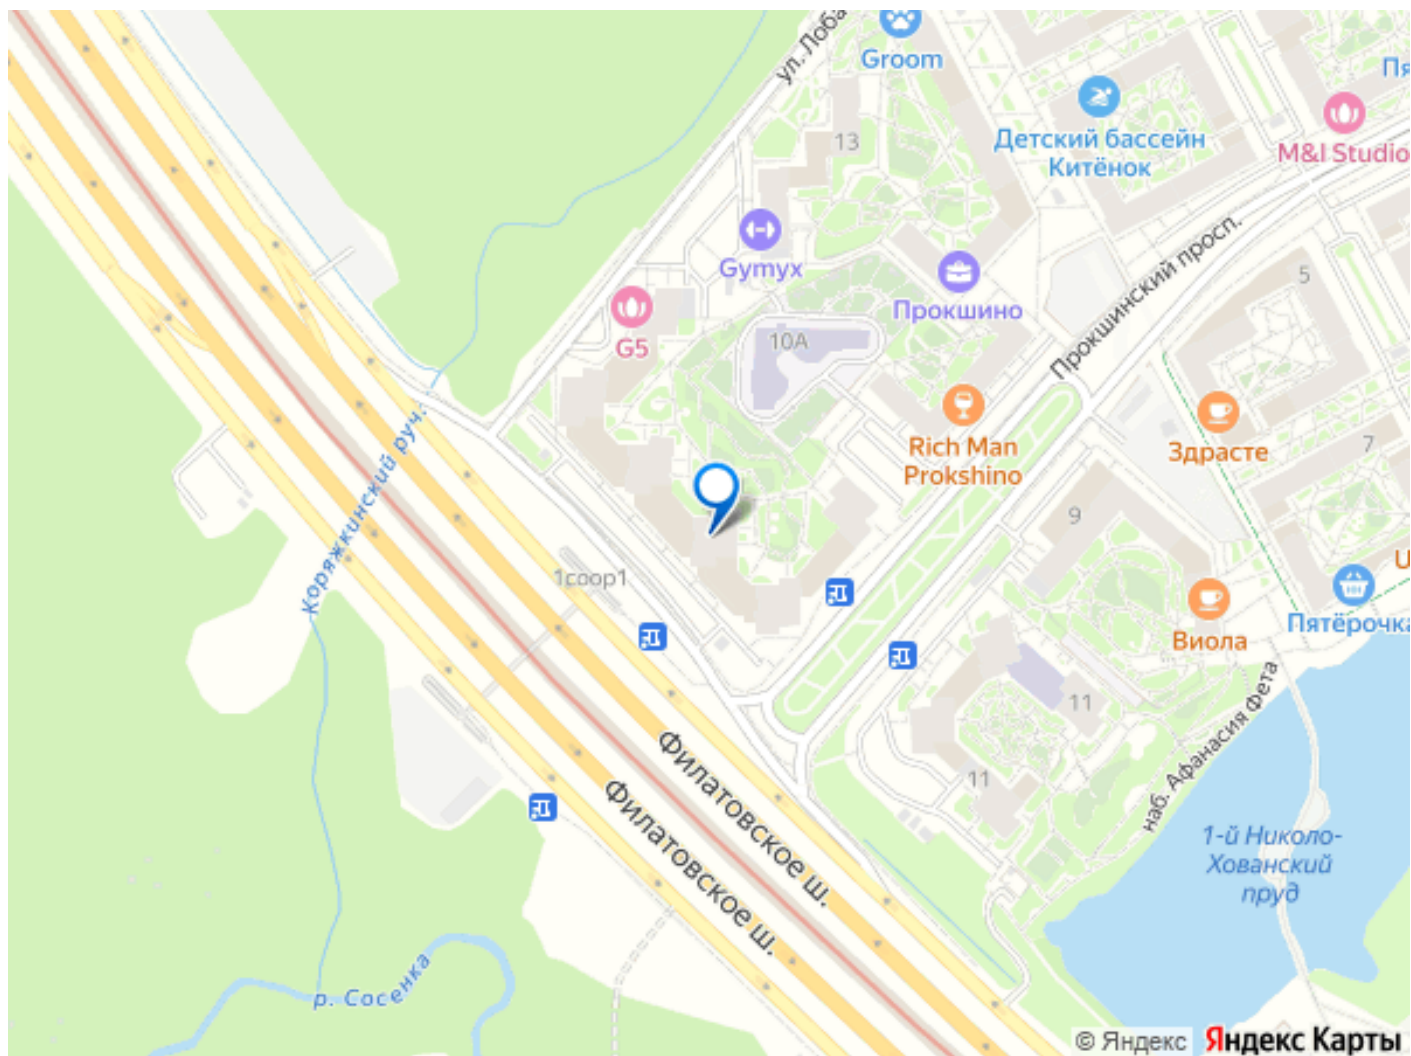 ул. Лоба
Groom
Пя
Детский бассейн
Китёнок
M&I Studio
13
Gymyx
Прокшино
Прокшинский просп.
5
G5
10А
Rich Man
Prokshino
Здрасте
7
9
Коряжкинский руч.
1соор1
Виола
U
Пятёрочка
11
11
наб. Афанасия Фета
Филатовское ш.
Филатовское ш.
1-й Николо-
Хованский
пруд
р. Сосенка
© Яндекс Яндекс Карты